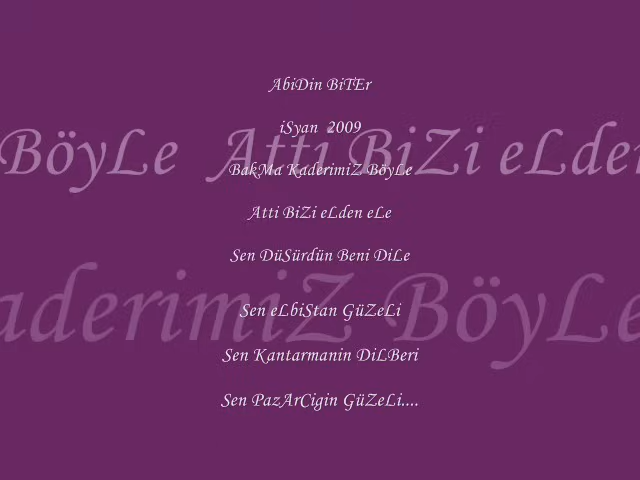 AbiDin BiTEr
iSyan 2009
BöyLe Atti BiZi eLden
BakMa KaderimiZ BöyLe
Atti BiZi eLden eLe
Sen DüSürdün Beni DiLe
aderimiZ BöyLe
Sen eLbiStan GüZeLi
Sen Kantarmanin DiLBeri
Sen PazArCigin GüZeLi....